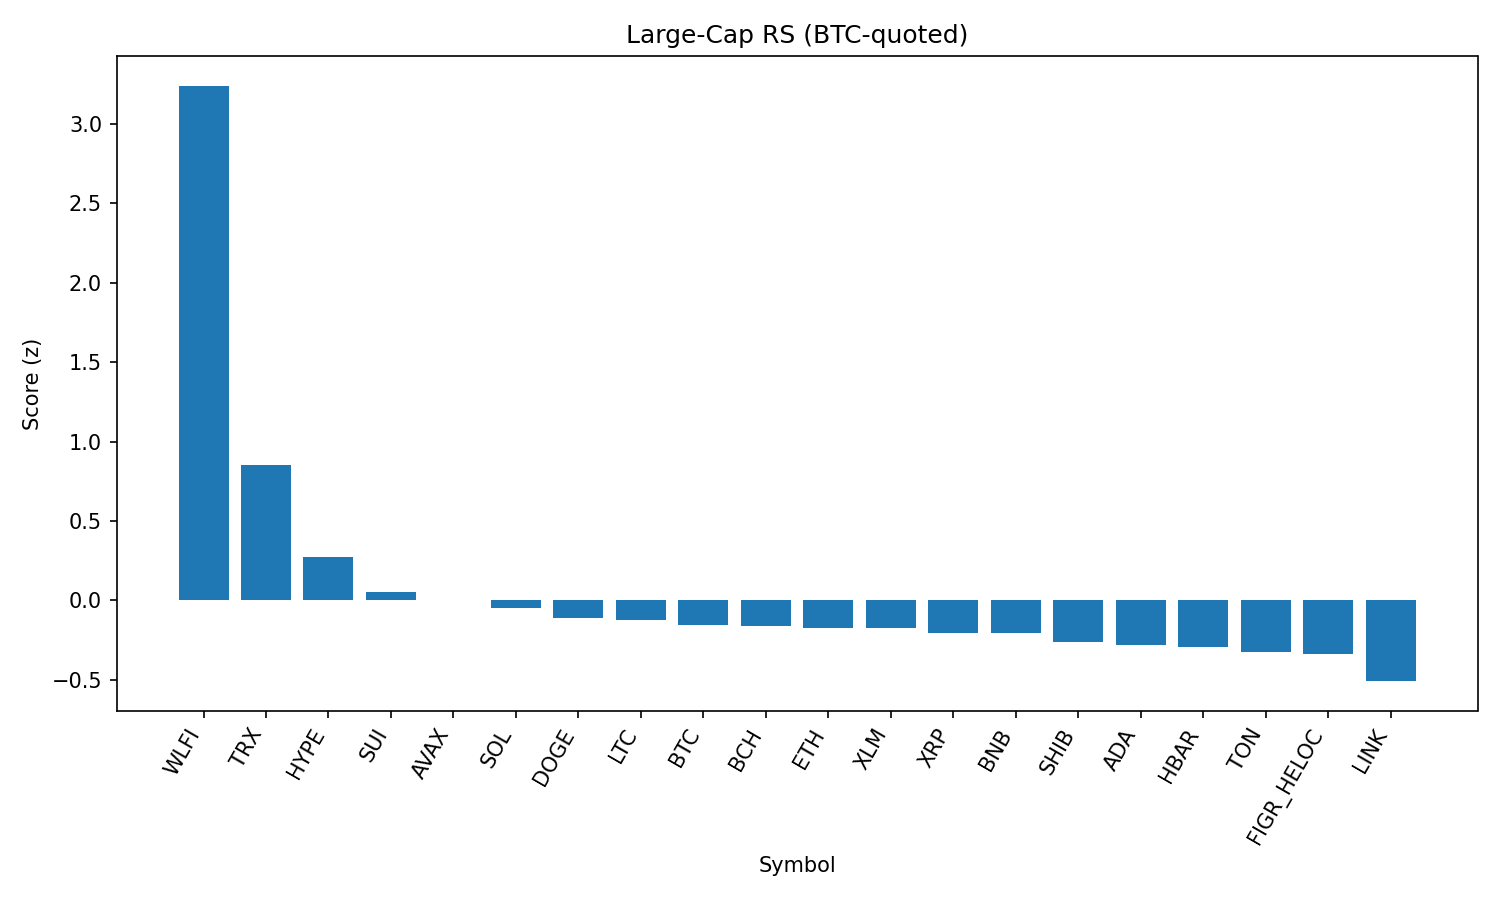 Large-Cap RS (BTC-quoted)
Score (z)
3.0
2.5
2.0
1.5
1.0
0.5
0.0
−0.5
WLFI
TRX
HYPE
SUI
AVAX
SOL
DOGE
LTC
BTC
BCH
ETH
XLM
XRP
BNB
SHIB
ADA
HBAR
TON
FIGR_HELOC
LINK
Symbol